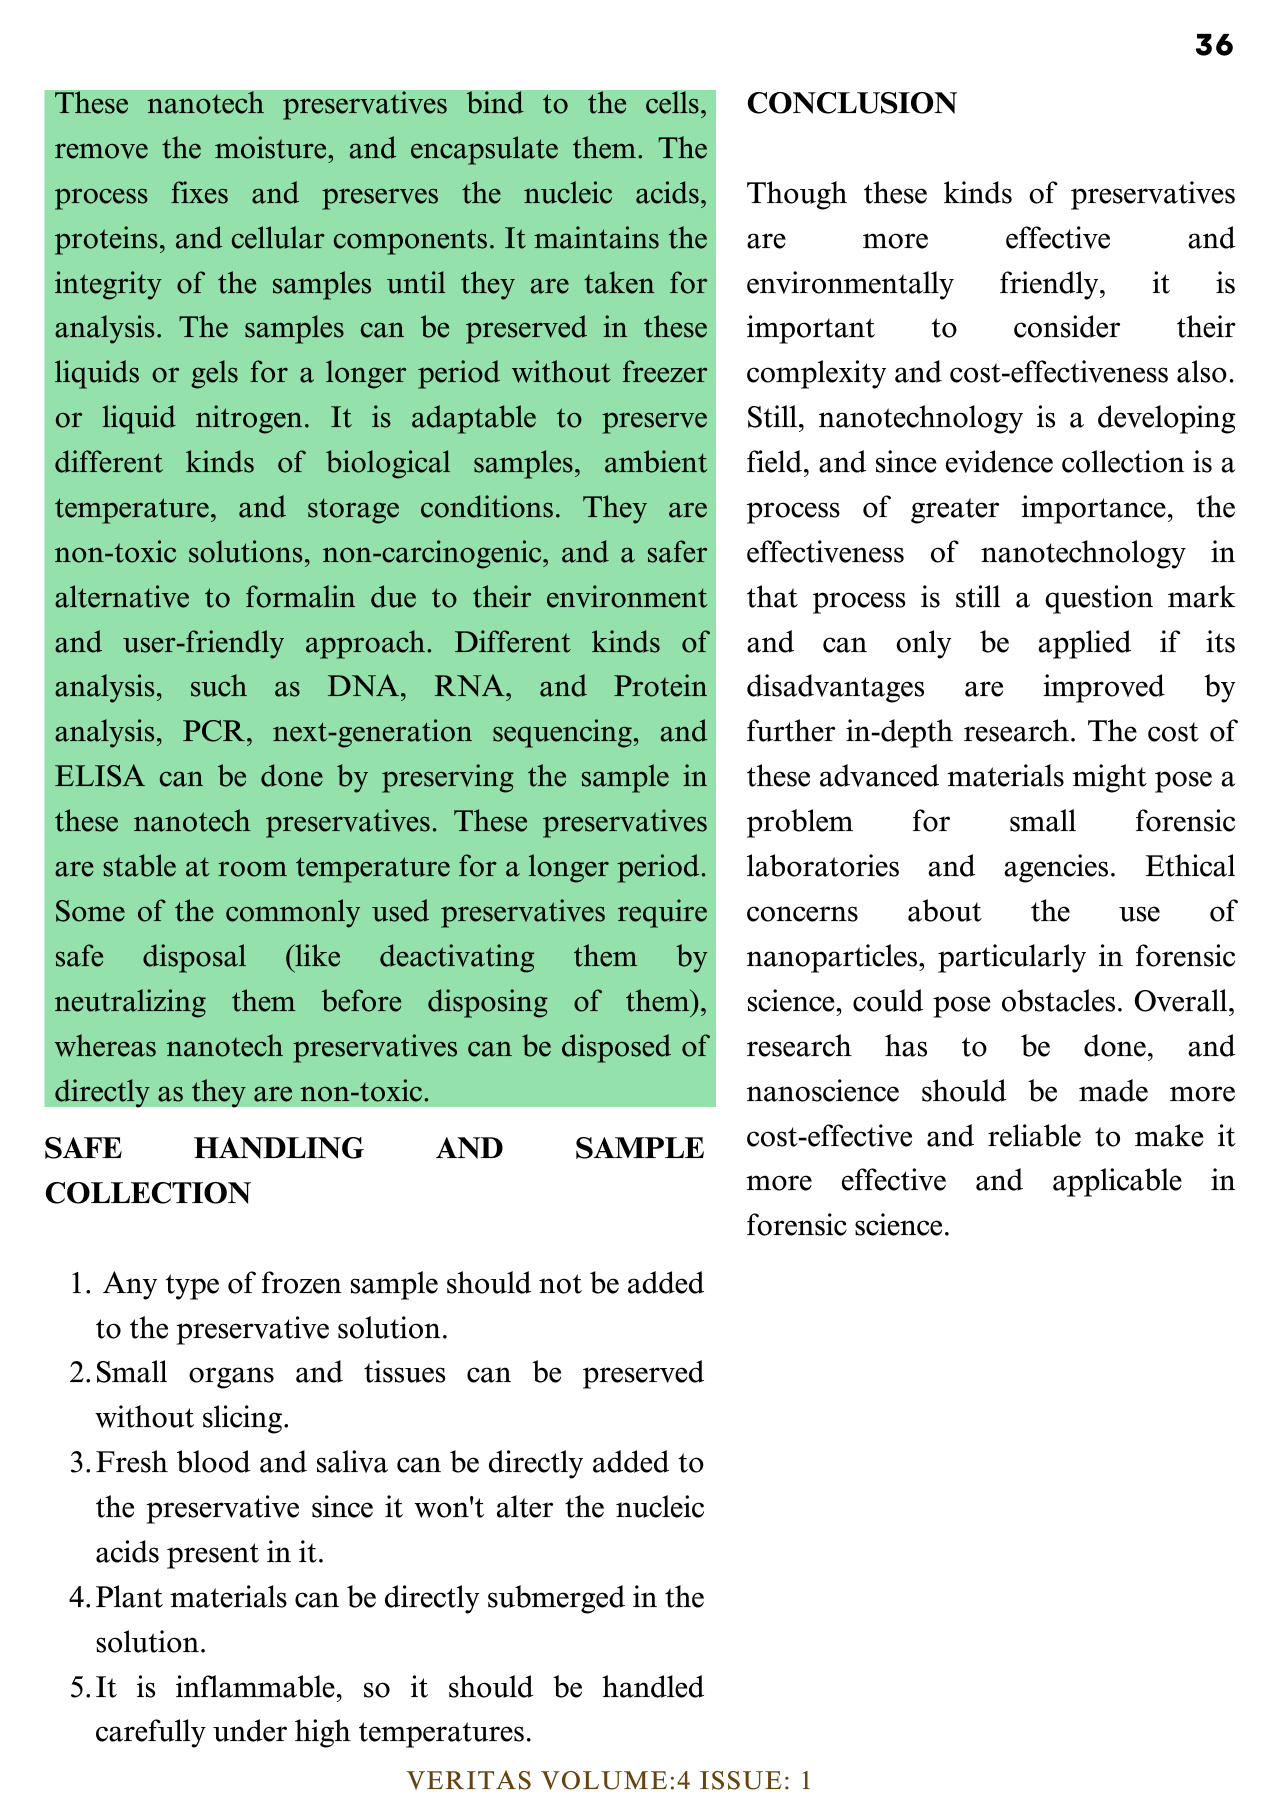 36
These nanotech preservatives bind to the cells,
remove the moisture, and encapsulate them. The
process fixes and preserves the nucleic acids,
proteins, and cellular components. It maintains the
integrity of the samples until they are taken for
analysis. The samples can be preserved in these
liquids or gels for a longer period without freezer
or liquid nitrogen. It is adaptable to preserve
different kinds of biological samples, ambient
temperature, and storage conditions. They are
non-toxic solutions, non-carcinogenic, and a safer
alternative to formalin due to their environment
and user-friendly approach. Different kinds of
analysis, such as DNA, RNA, and Protein
analysis, PCR, next-generation sequencing, and
ELISA can be done by preserving the sample in
these nanotech preservatives. These preservatives
are stable at room temperature for a longer period.
Some of the commonly used preservatives require
safe disposal (like deactivating them by
neutralizing them before disposing of them),
whereas nanotech preservatives can be disposed of
directly as they are non-toxic.
SAFE HANDLING AND SAMPLE
COLLECTION
1. Any type of frozen sample should not be added
to the preservative solution.
2. Small organs and tissues can be preserved
without slicing.
3. Fresh blood and saliva can be directly added to
the preservative since it won't alter the nucleic
acids present in it.
4. Plant materials can be directly submerged in the
solution.
5. It is inflammable, so it should be handled
carefully under high temperatures.
CONCLUSION
Though these kinds of preservatives
are more effective and
environmentally friendly, it is
important to consider their
complexity and cost-effectiveness also.
Still, nanotechnology is a developing
field, and since evidence collection is a
process of greater importance, the
effectiveness of nanotechnology in
that process is still a question mark
and can only be applied if its
disadvantages are improved by
further in-depth research. The cost of
these advanced materials might pose a
problem for small forensic
laboratories and agencies. Ethical
concerns about the use of
nanoparticles, particularly in forensic
science, could pose obstacles. Overall,
research has to be done, and
nanoscience should be made more
cost-effective and reliable to make it
more effective and applicable in
forensic science.
VERITAS VOLUME:4 ISSUE: 1